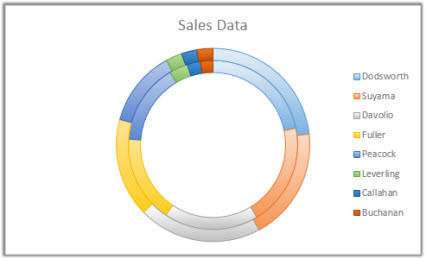 Sales Data
Dodsworth
Suyama
Davolio
Fuller
Peacock
Leverling
Callahan
Buchanan